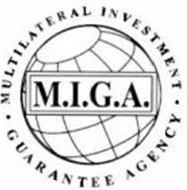 MULTILATERAL INVESTMENT
M.I.G.A.
• GUARANTEE AGENCY •